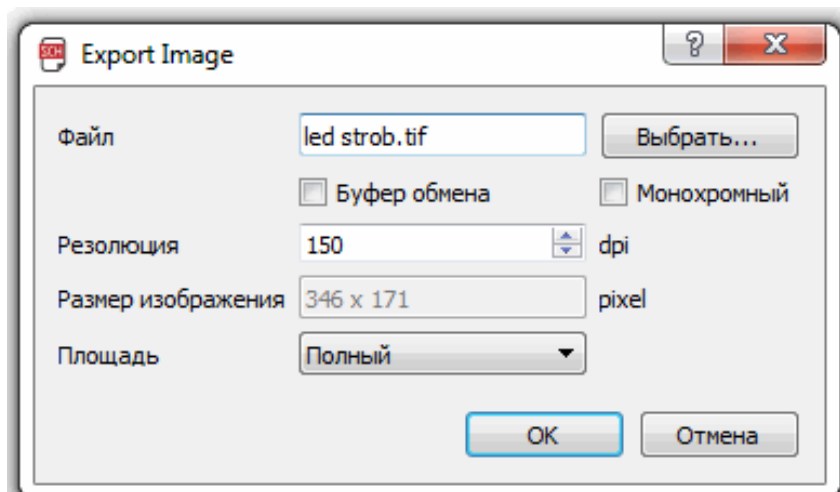 SCH Export Image ?
Файл led strob.tif Выбрать...
Буфер обмена Монохромный
Резолюция 150 dpi
Размер изображения 346 x 171 pixel
Площадь Полный
OK Отмена